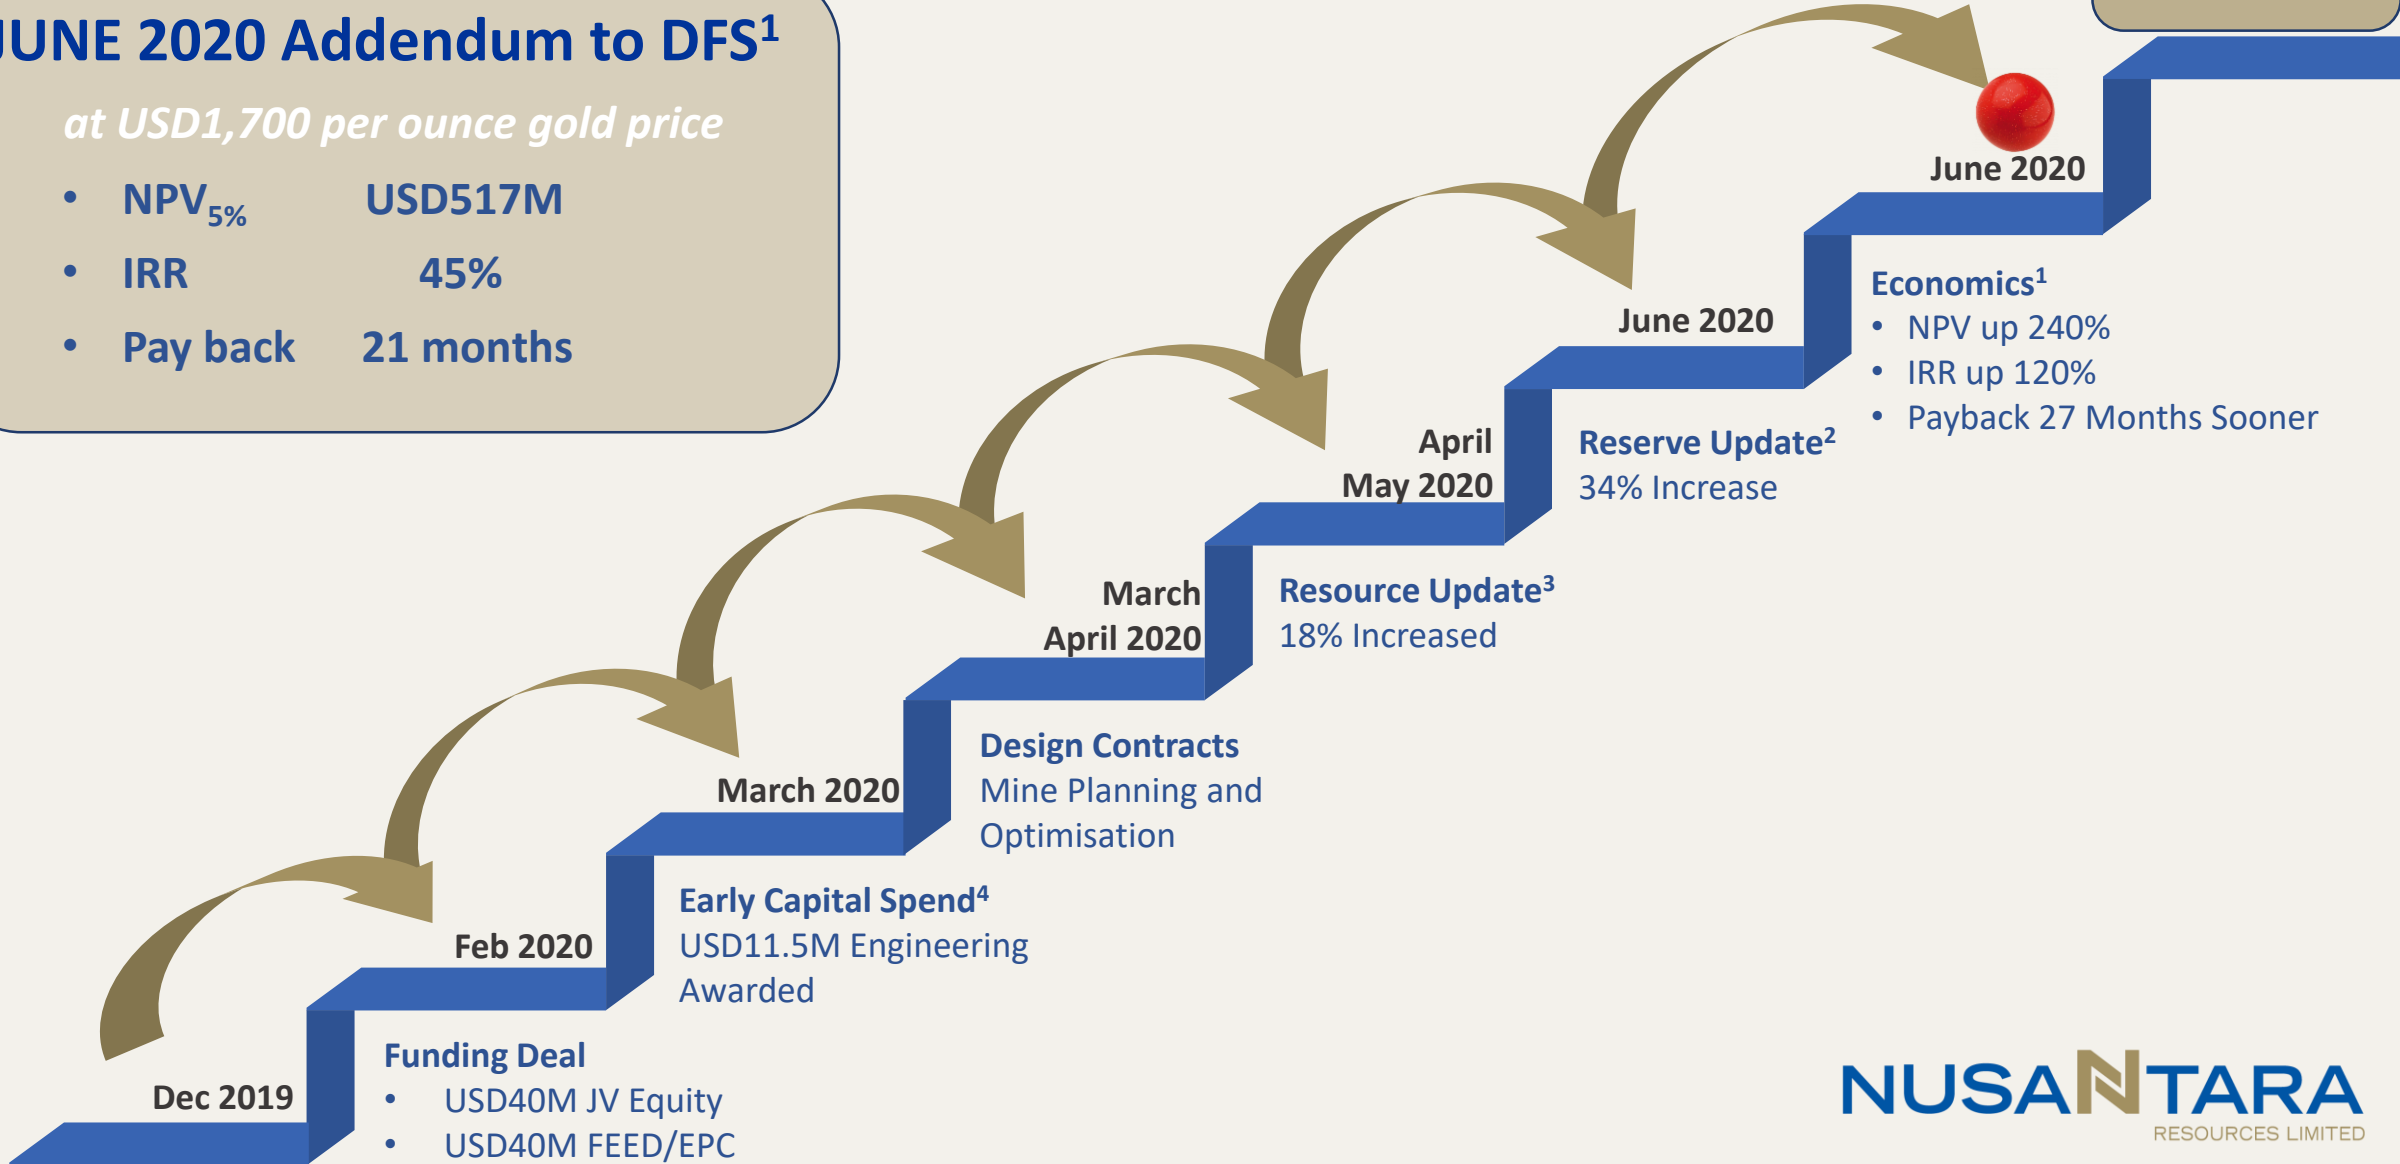 JUNE 2020 Addendum to DFS¹
at USD1,700 per ounce gold price
• NPV₅% USD517M
• IRR 45%
• Pay back 21 months
June 2020
Economics¹
• NPV up 240%
• IRR up 120%
• Payback 27 Months Sooner
June 2020
Reserve Update²
34% Increase
April
May 2020
Resource Update³
18% Increased
March
April 2020
Design Contracts
Mine Planning and
Optimisation
March 2020
Early Capital Spend⁴
USD11.5M Engineering
Awarded
Feb 2020
Funding Deal
• USD40M JV Equity
• USD40M FEED/EPC
Dec 2019
NUSANTARA
RESOURCES LIMITED